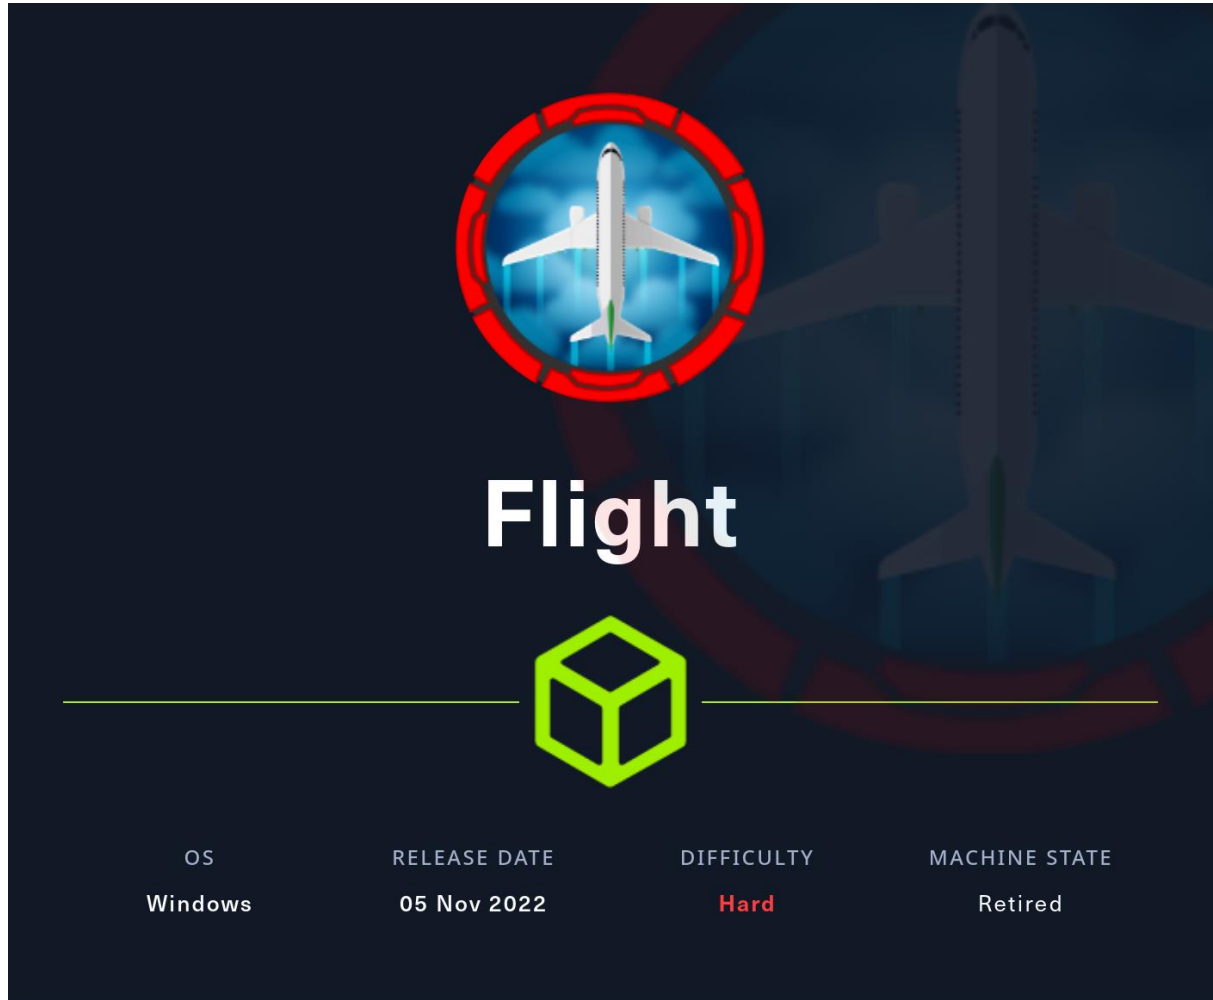 Flight
OS RELEASE DATE DIFFICULTY MACHINE STATE
Windows 05 Nov 2022 Hard Retired